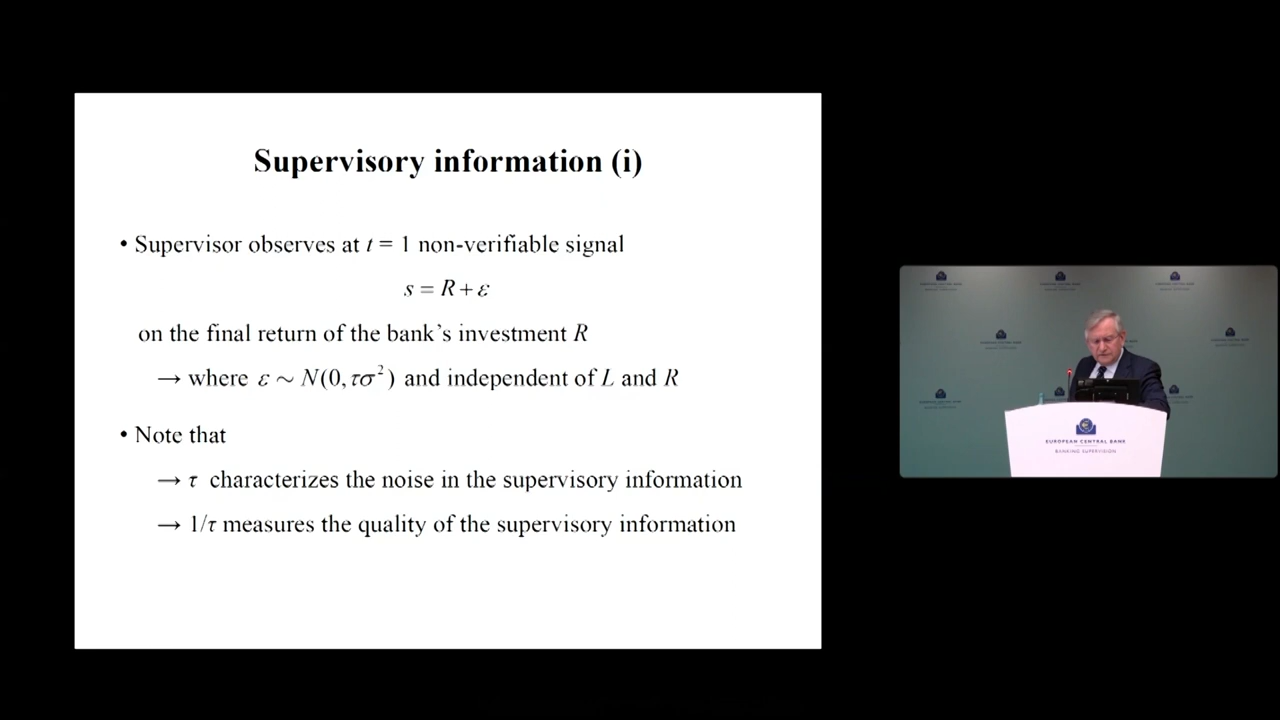 Supervisory information (i)
• Supervisor observes at t = 1 non-verifiable signal
s = R + ε
on the final return of the bank's investment R
→ where ε ~ N(0, τσ²) and independent of L and R
• Note that
→ τ characterizes the noise in the supervisory information
→ 1/τ measures the quality of the supervisory information
EUROPEAN CENTRAL BANK
BANKING SUPERVISION